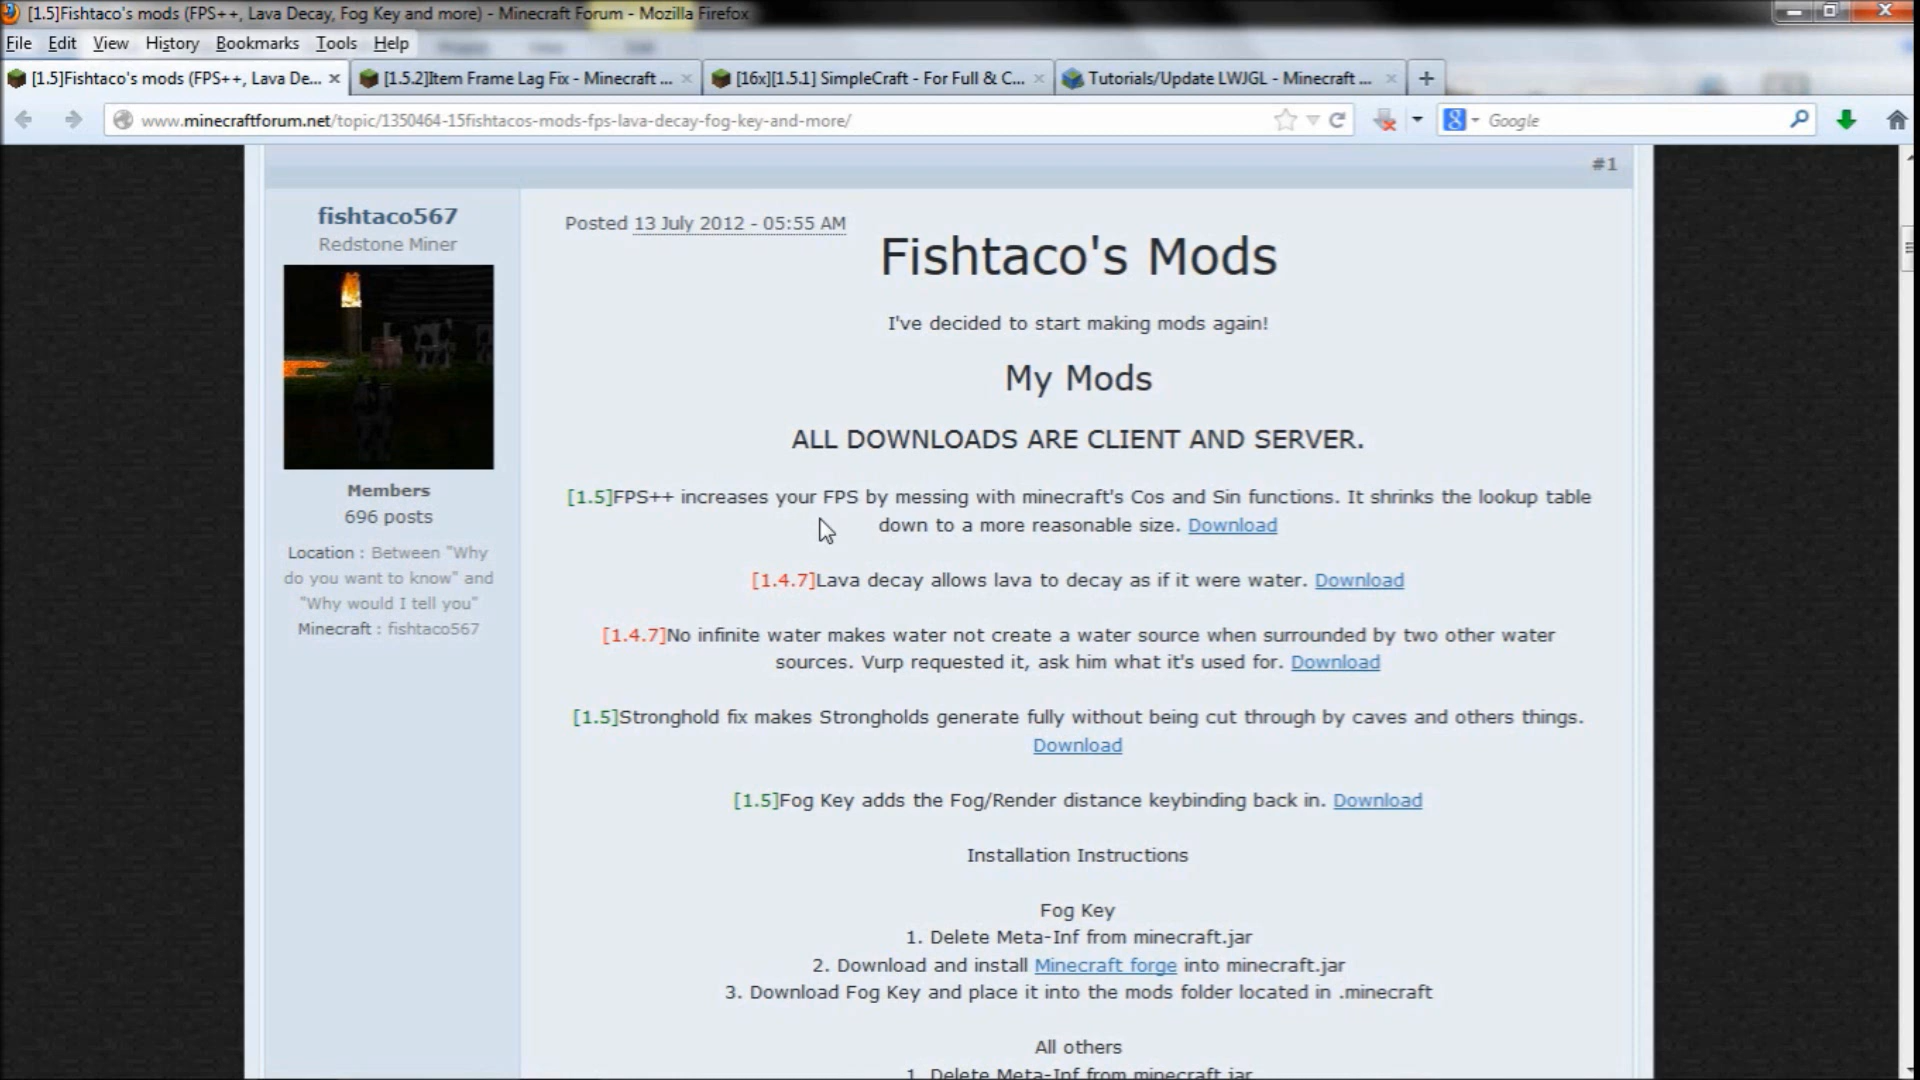 [1.5]Fishtaco's mods (FPS++, Lava Decay, Fog Key and more) - Minecraft Forum - Mozilla Firefox
File Edit View History Bookmarks Tools Help
[1.5]Fishtaco's mods (FPS++, Lava De... [1.5.2]Item Frame Lag Fix - Minecraft ... [16x][1.5.1] SimpleCraft - For Full & C... Tutorials/Update LWJGL - Minecraft ...
www.minecraftforum.net/topic/1350464-15fishtacos-mods-fps-lava-decay-fog-key-and-more/ Google
#1
fishtaco567
Redstone Miner
Members
696 posts
Location : Between "Why
do you want to know" and
"Why would I tell you"
Minecraft : fishtaco567
Posted 13 July 2012 - 05:55 AM
Fishtaco's Mods
I've decided to start making mods again!
My Mods
ALL DOWNLOADS ARE CLIENT AND SERVER.
[1.5]FPS++ increases your FPS by messing with minecraft's Cos and Sin functions. It shrinks the lookup table
down to a more reasonable size. Download
[1.4.7]Lava decay allows lava to decay as if it were water. Download
[1.4.7]No infinite water makes water not create a water source when surrounded by two other water
sources. Vurp requested it, ask him what it's used for. Download
[1.5]Stronghold fix makes Strongholds generate fully without being cut through by caves and others things.
Download
[1.5]Fog Key adds the Fog/Render distance keybinding back in. Download
Installation Instructions
Fog Key
1. Delete Meta-Inf from minecraft.jar
2. Download and install Minecraft forge into minecraft.jar
3. Download Fog Key and place it into the mods folder located in .minecraft
All others
1. Delete Meta-Inf from minecraft.jar